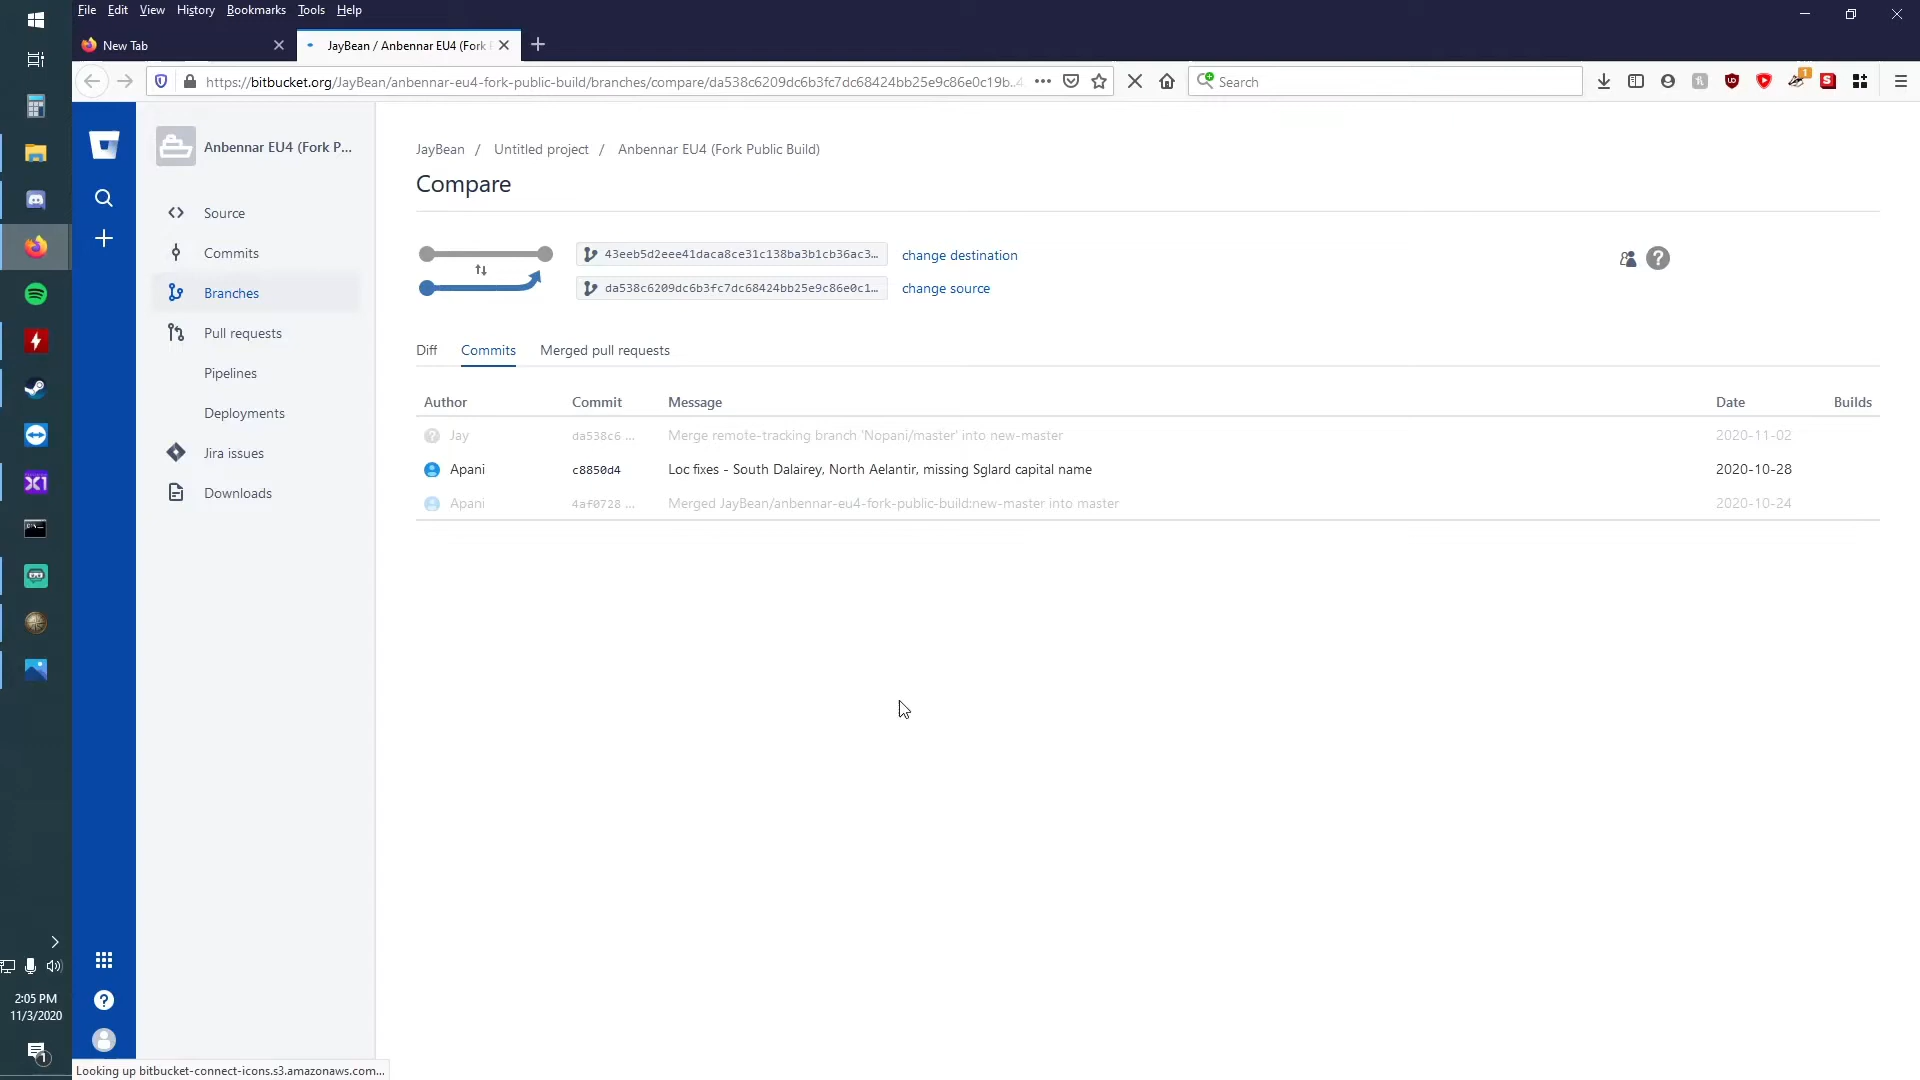 File Edit View History Bookmarks Tools Help
New Tab
JayBean / Anbennar EU4 (Fork
https://bitbucket.org/JayBean/anbennar-eu4-fork-public-build/branches/compare/da538c6209dc6b3fc7dc68424bb25e9c86e0c19b..4
Search
1
Anbennar EU4 (Fork P...
Source
Commits
Branches
Pull requests
Pipelines
Deployments
Jira issues
Downloads
JayBean / Untitled project / Anbennar EU4 (Fork Public Build)
Compare
43eeb5d2eee41daca8ce31c138ba3b1cb36ac3... change destination
da538c6209dc6b3fc7dc68424bb25e9c86e0c1... change source
Diff Commits Merged pull requests
Author Commit Message Date Builds
Jay da538c6 ... Merge remote-tracking branch 'Nopani/master' into new-master 2020-11-02
Apani c8850d4 Loc fixes - South Dalairey, North Aelantir, missing Sglard capital name 2020-10-28
Apani 4af0728 ... Merged JayBean/anbennar-eu4-fork-public-build:new-master into master 2020-10-24
2:05 PM
11/3/2020
1
Looking up bitbucket-connect-icons.s3.amazonaws.com...